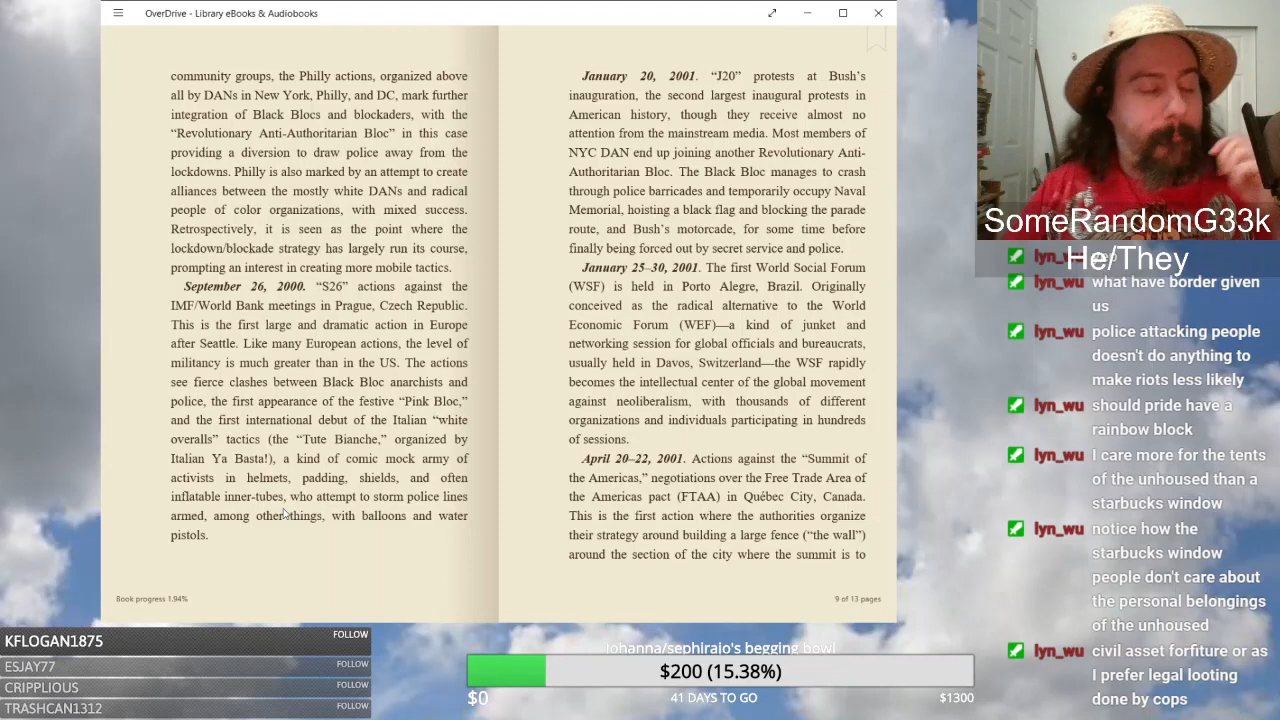 OverDrive - Library eBooks & Audiobooks
community groups, the Philly actions, organized above
all by DANs in New York, Philly, and DC, mark further
integration of Black Blocs and blockaders, with the
“Revolutionary Anti-Authoritarian Bloc” in this case
providing a diversion to draw police away from the
lockdowns. Philly is also marked by an attempt to create
alliances between the mostly white DANs and radical
people of color organizations, with mixed success.
Retrospectively, it is seen as the point where the
lockdown/blockade strategy has largely run its course,
prompting an interest in creating more mobile tactics.
September 26, 2000. “S26” actions against the
IMF/World Bank meetings in Prague, Czech Republic.
This is the first large and dramatic action in Europe
after Seattle. Like many European actions, the level of
militancy is much greater than in the US. The actions
see fierce clashes between Black Bloc anarchists and
police, the first appearance of the festive “Pink Bloc,”
and the first international debut of the Italian “white
overalls” tactics (the “Tute Bianche,” organized by
Italian Ya Basta!), a kind of comic mock army of
activists in helmets, padding, shields, and often
inflatable inner-tubes, who attempt to storm police lines
armed, among other things, with balloons and water
pistols.
Book progress 1.94%
January 20, 2001. “J20” protests at Bush’s
inauguration, the second largest inaugural protests in
American history, though they receive almost no
attention from the mainstream media. Most members of
NYC DAN end up joining another Revolutionary Anti-
Authoritarian Bloc. The Black Bloc manages to crash
through police barricades and temporarily occupy Naval
Memorial, hoisting a black flag and blocking the parade
route, and Bush’s motorcade, for some time before
finally being forced out by secret service and police.
January 25–30, 2001. The first World Social Forum
(WSF) is held in Porto Alegre, Brazil. Originally
conceived as the radical alternative to the World
Economic Forum (WEF)—a kind of junket and
networking session for global officials and bureaucrats,
usually held in Davos, Switzerland—the WSF rapidly
becomes the intellectual center of the global movement
against neoliberalism, with thousands of different
organizations and individuals participating in hundreds
of sessions.
April 20–22, 2001. Actions against the “Summit of
the Americas,” negotiations over the Free Trade Area of
the Americas pact (FTAA) in Québec City, Canada.
This is the first action where the authorities organize
their strategy around building a large fence (“the wall”)
around the section of the city where the summit is to
9 of 13 pages
SomeRandomG33k
He/They
lyn_wu
lyn_wu what have border given
us
lyn_wu police attacking people
doesn't do anything to
make riots less likely
lyn_wu should pride have a
rainbow block
lyn_wu I care more for the tents
of the unhoused than a
starbucks window
lyn_wu notice how the
starbucks window
people don't care about
the personal belongings
of the unhoused
lyn_wu civil asset forfiture or as
I prefer legal looting
done by cops
KFLOGAN1875 FOLLOW
ESJAY77 FOLLOW
CRIPPLIOUS FOLLOW
TRASHCAN1312 FOLLOW
Johanna/sephiraio's begging bowl
$200 (15.38%)
$0 41 DAYS TO GO $1300